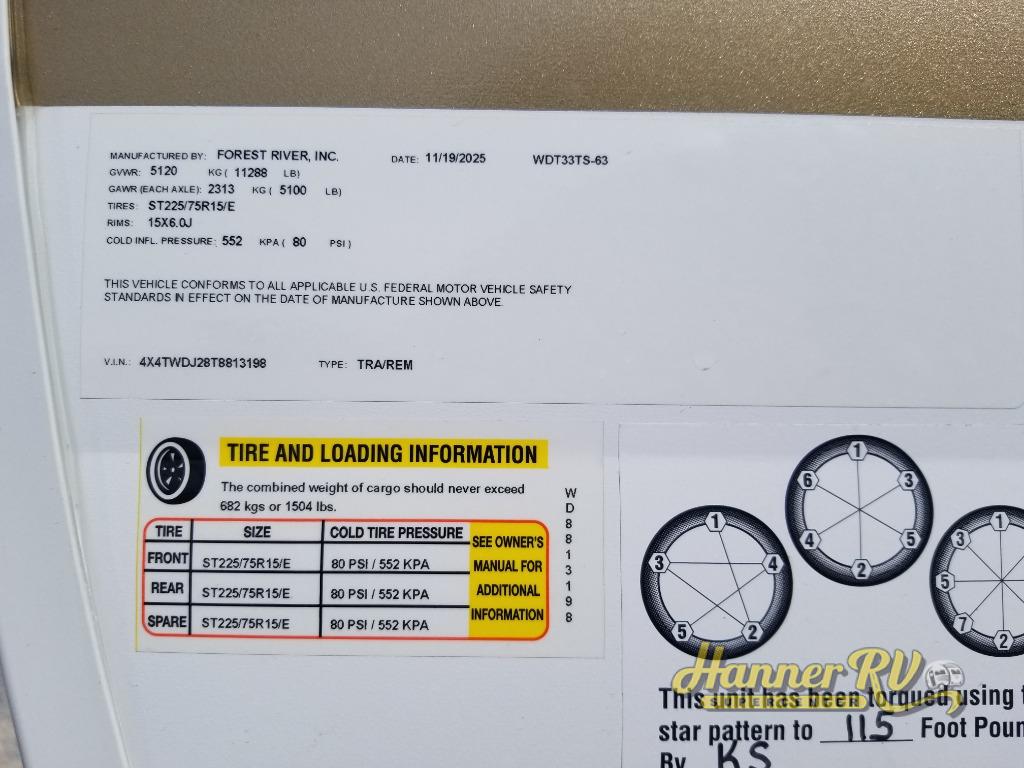 MANUFACTURED BY: FOREST RIVER, INC. DATE: 11/19/2025 WDT33TS-63
GVWR: 5120 KG ( 11288 LB)
GAWR (EACH AXLE): 2313 KG ( 5100 LB)
TIRES: ST225/75R15/E
RIMS: 15X6.0J
COLD INFL. PRESSURE: 552 KPA ( 80 PSI )
THIS VEHICLE CONFORMS TO ALL APPLICABLE U.S. FEDERAL MOTOR VEHICLE SAFETY
STANDARDS IN EFFECT ON THE DATE OF MANUFACTURE SHOWN ABOVE.
V.I.N.: 4X4TWDJ28T8813198 TYPE: TRA/REM
TIRE AND LOADING INFORMATION
The combined weight of cargo should never exceed
682 kgs or 1504 lbs.
TIRE SIZE COLD TIRE PRESSURE
FRONT ST225/75R15/E 80 PSI / 552 KPA
REAR ST225/75R15/E 80 PSI / 552 KPA
SPARE ST225/75R15/E 80 PSI / 552 KPA
SEE OWNER'S
MANUAL FOR
ADDITIONAL
INFORMATION
WD8813198
1
3
4
5
2
1
6
3
4
5
2
1
3
5
7
2
Hanner RV
SUPERCENTER
This unit has been torqued using
star pattern to 115 Foot Poun
By KS